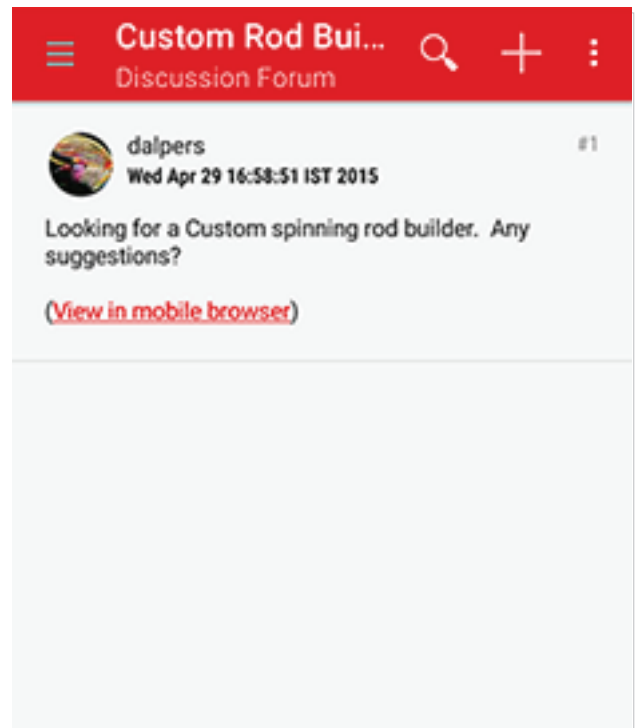 Custom Rod Bui...
Discussion Forum
dalpers
#1
Wed Apr 29 16:58:51 IST 2015
Looking for a Custom spinning rod builder.  Any
suggestions?
(View in mobile browser)